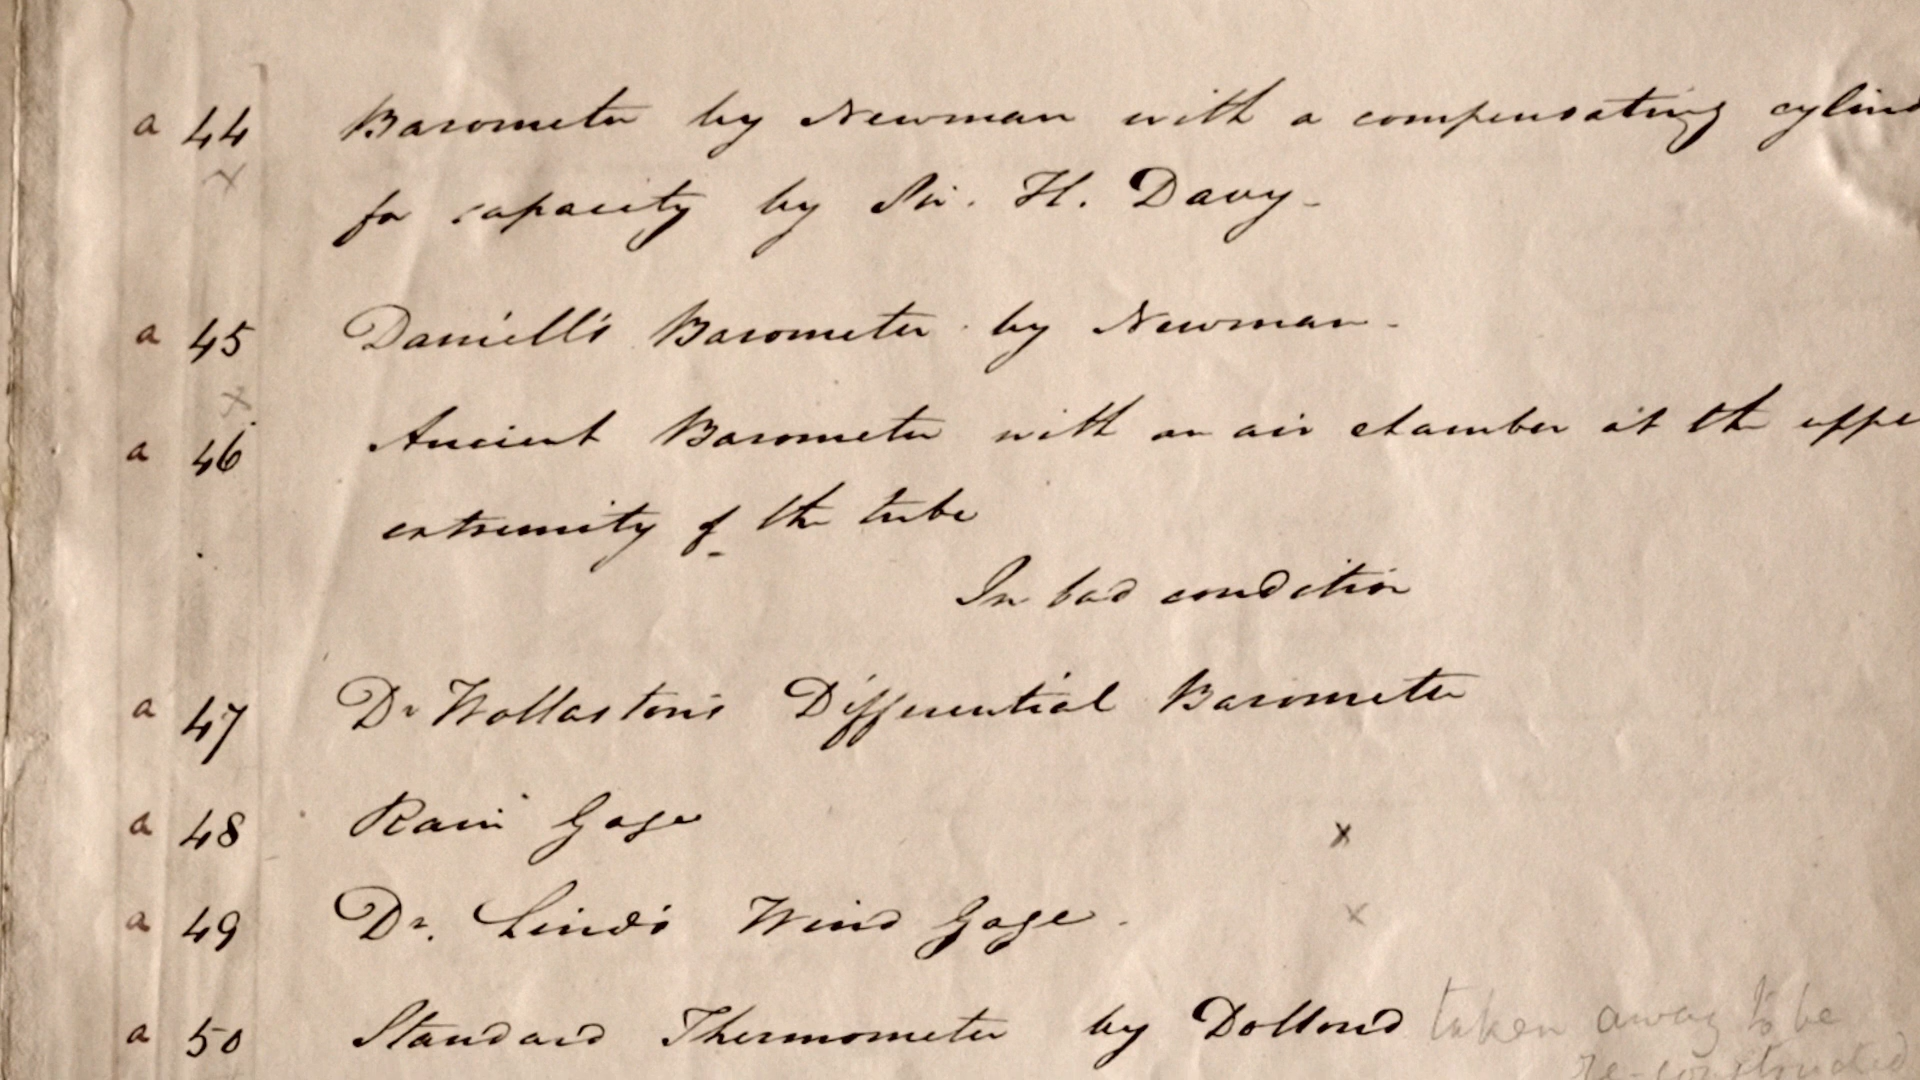 a 44 Barometer by Newman with a compensating cylind
x
for capacity by Sir. H. Davy-
a 45 Daniell's Barometer by Newman-
x
a 46 Ancient Barometer with an air chamber at the uppe
extremity of the tube
In bad condition
a 47 Dr Wollaston's Differential Barometer
a 48 Rain Gage x
a 49 Dr. Lind's Wind Gage. x
a 50 Standard Thermometer by Dollond taken away to be
re-constructed